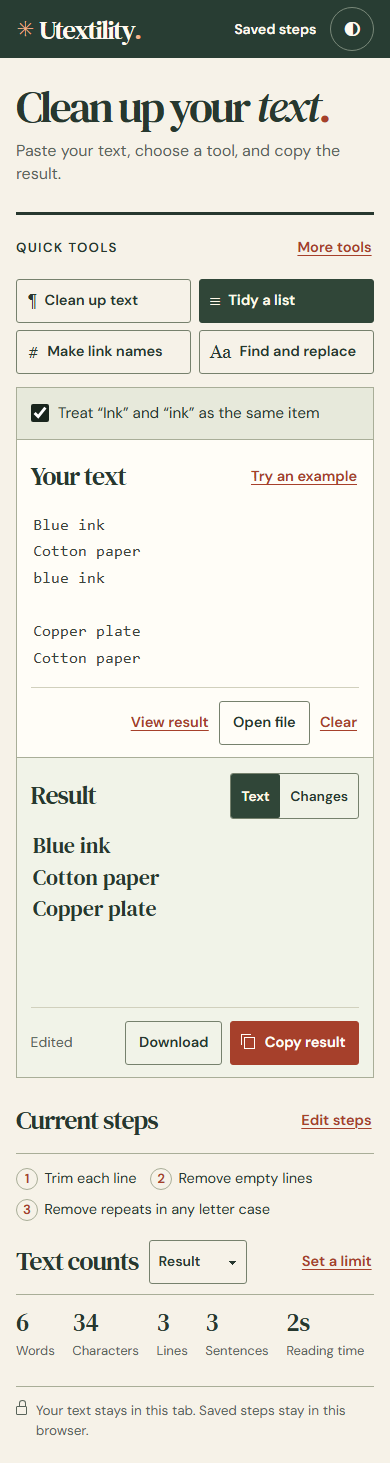 Utextility.
Saved steps
Clean up your text.
Paste your text, choose a tool, and copy the
result.
QUICK TOOLS
More tools
¶ Clean up text
≡ Tidy a list
# Make link names
Aa Find and replace
Treat “Ink” and “ink” as the same item
Your text
Try an example
Blue ink
Cotton paper
blue ink
Copper plate
Cotton paper
View result
Open file
Clear
Result
Text
Changes
Blue ink
Cotton paper
Copper plate
Edited
Download
Copy result
Current steps
Edit steps
1 Trim each line
2 Remove empty lines
3 Remove repeats in any letter case
Text counts
Result
Set a limit
6 Words
34 Characters
3 Lines
3 Sentences
2s Reading time
Your text stays in this tab. Saved steps stay in this
browser.